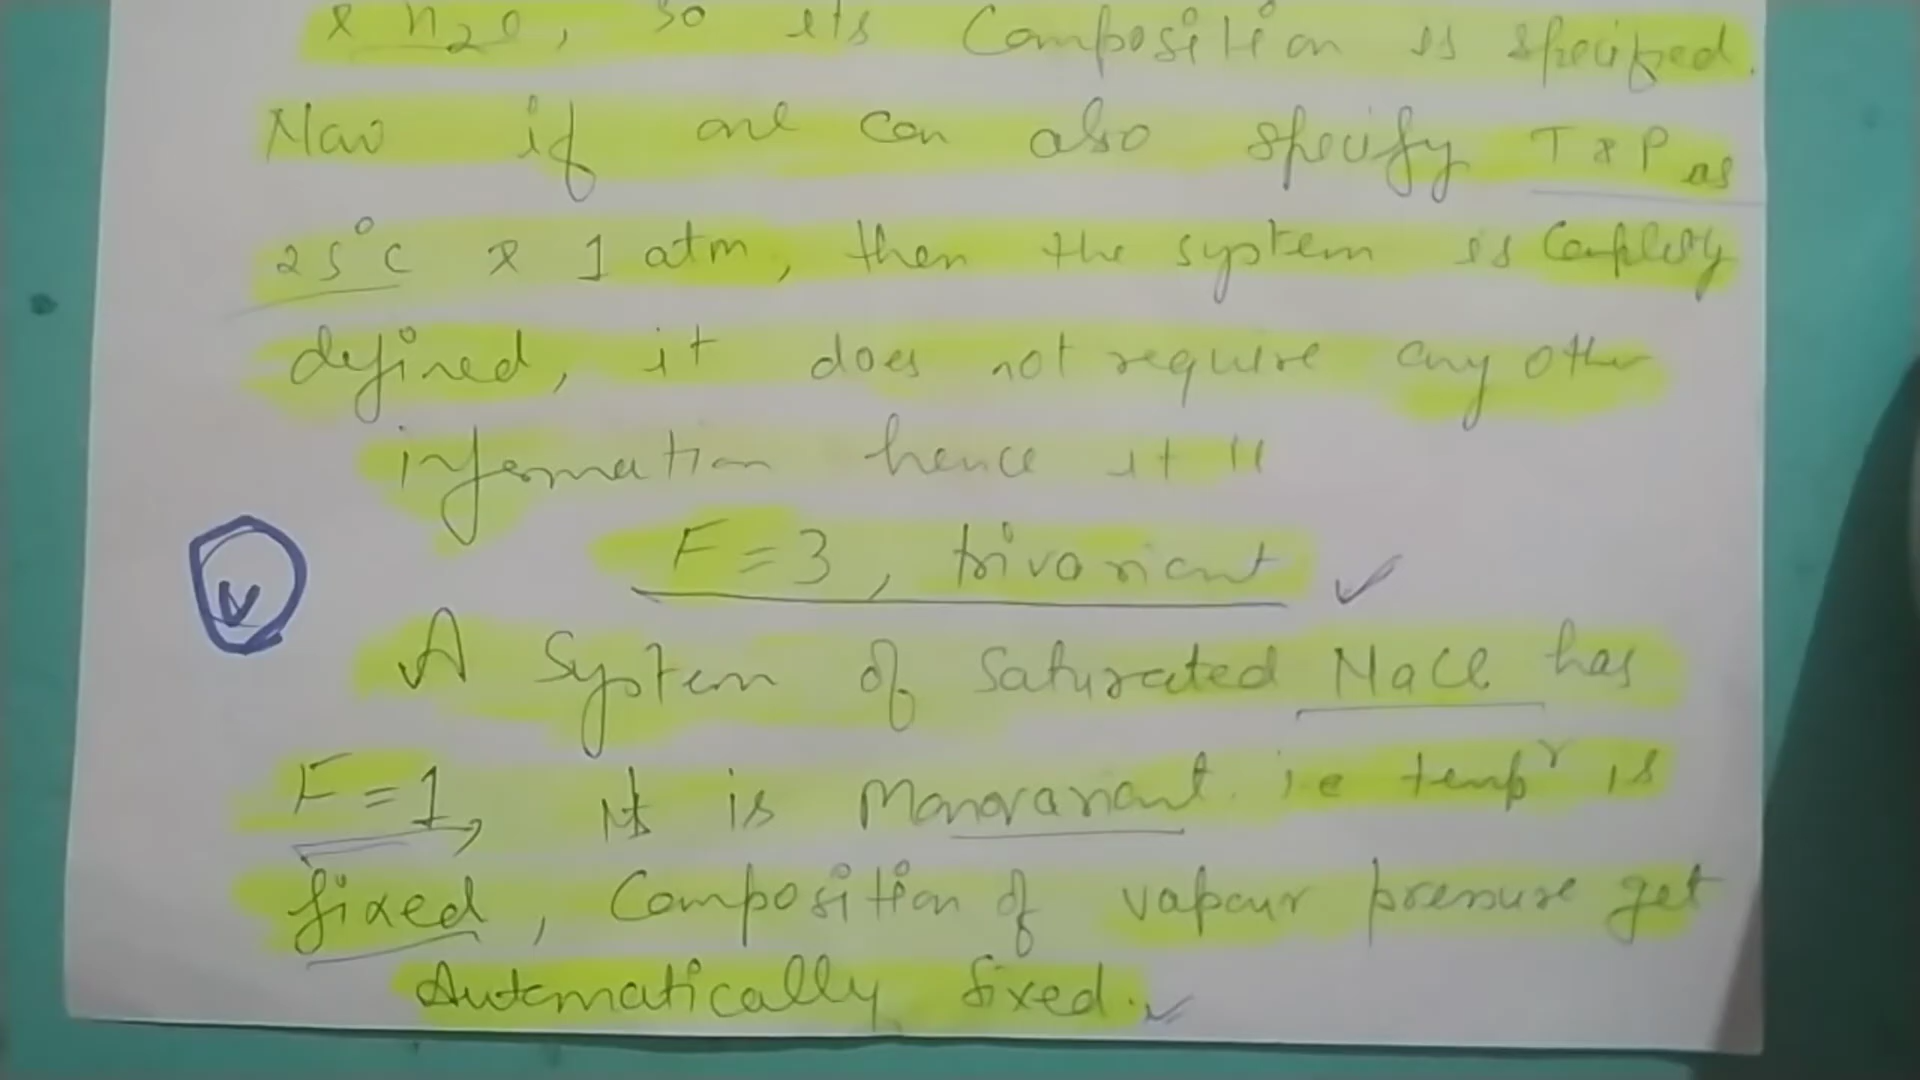 & H2O, so its Composition is specified.
Now if one can also specify T & P as
25°C & 1 atm, then the system is Completely
defined, it does not require any other
information hence it is
F = 3, trivariant ✓
v
A System of Saturated NaCl has
F = 1, it is Monovariant i.e tempr is
fixed, Composition of vapour pressure get
Automatically fixed. ✓